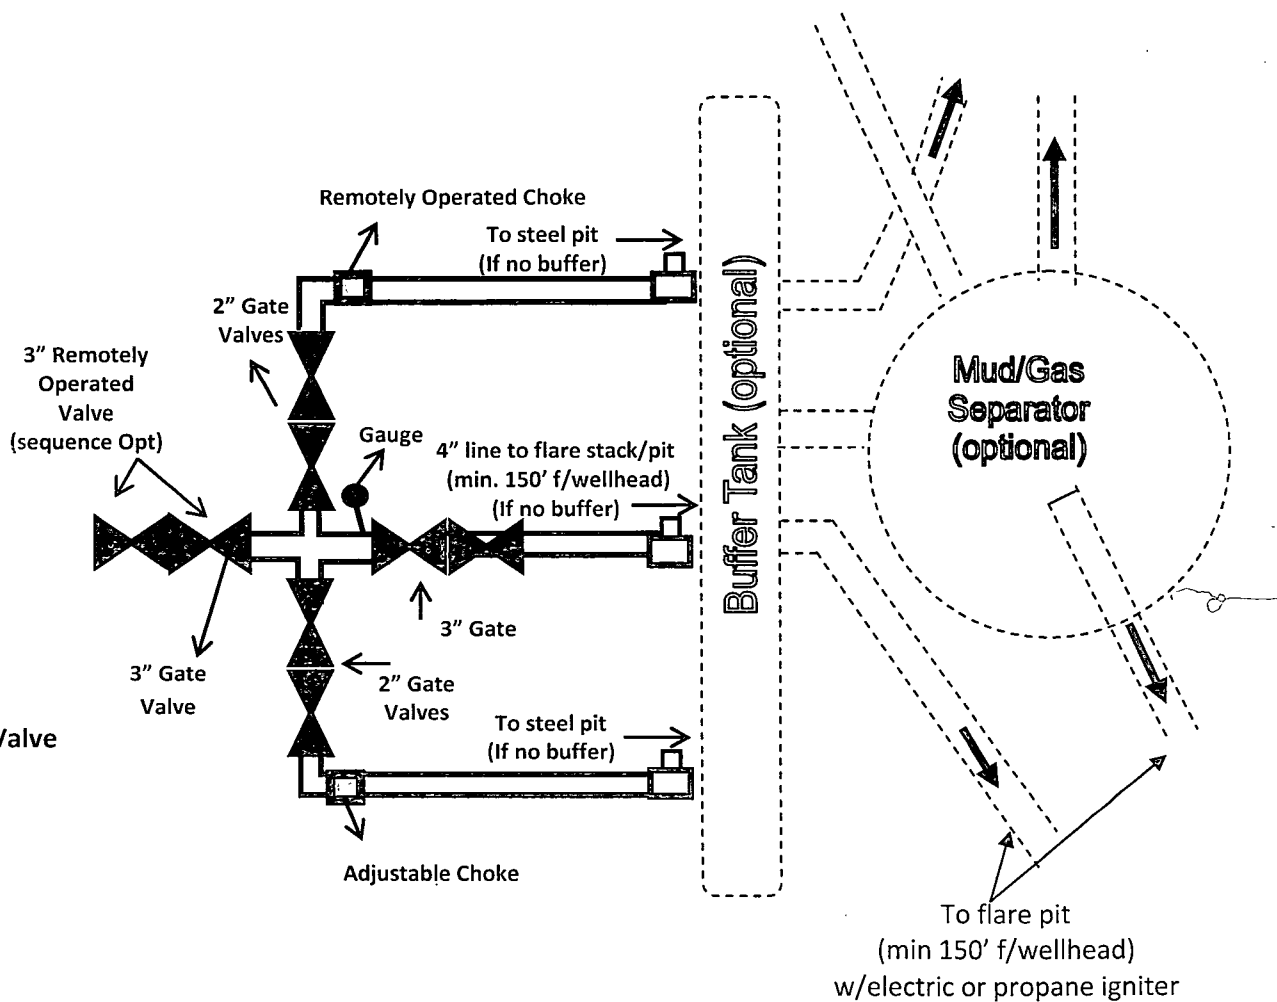 Remotely Operated Choke
To steel pit
(If no buffer)
2” Gate
Valves
3” Remotely
Operated
Valve
(sequence Opt)
Gauge
4” line to flare stack/pit
(min. 150’ f/wellhead)
(If no buffer)
Buffer Tank (optional)
Mud/Gas
Separator
(optional)
3” Gate
3” Gate
Valve
2” Gate
Valves
Valve
To steel pit
(If no buffer)
Adjustable Choke
To flare pit
(min 150’ f/wellhead)
w/electric or propane igniter